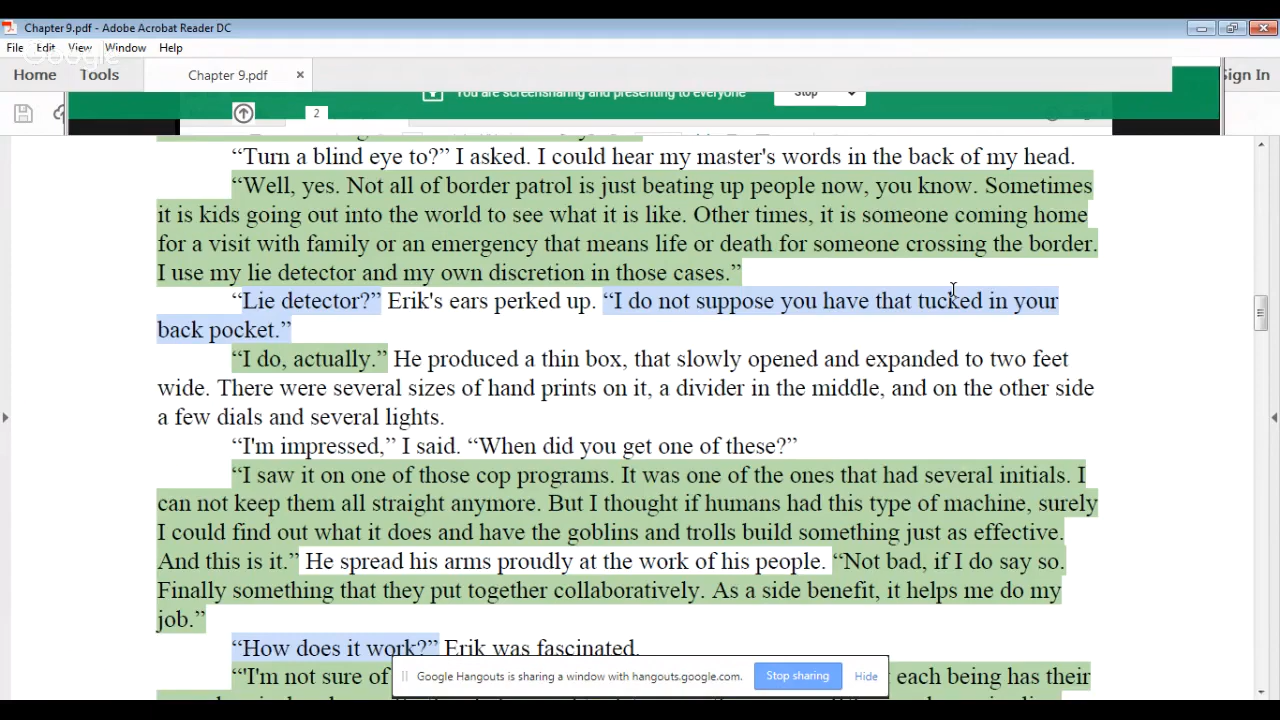 Chapter 9.pdf - Adobe Acrobat Reader DC
File Edit View Window Help
Google
Home Tools Chapter 9.pdf × Sign In
You are screensharing and presenting to everyone Stop
2
“Turn a blind eye to?” I asked. I could hear my master's words in the back of my head.
“Well, yes. Not all of border patrol is just beating up people now, you know. Sometimes
it is kids going out into the world to see what it is like. Other times, it is someone coming home
for a visit with family or an emergency that means life or death for someone crossing the border.
I use my lie detector and my own discretion in those cases.”
“Lie detector?” Erik's ears perked up. “I do not suppose you have that tucked in your
back pocket.”
“I do, actually.” He produced a thin box, that slowly opened and expanded to two feet
wide. There were several sizes of hand prints on it, a divider in the middle, and on the other side
a few dials and several lights.
“I'm impressed,” I said. “When did you get one of these?”
“I saw it on one of those cop programs. It was one of the ones that had several initials. I
can not keep them all straight anymore. But I thought if humans had this type of machine, surely
I could find out what it does and have the goblins and trolls build something just as effective.
And this is it.” He spread his arms proudly at the work of his people. “Not bad, if I do say so.
Finally something that they put together collaboratively. As a side benefit, it helps me do my
job.”
“How does it work?” Erik was fascinated.
“'I'm not sure of each being has their
Google Hangouts is sharing a window with hangouts.google.com. Stop sharing Hide